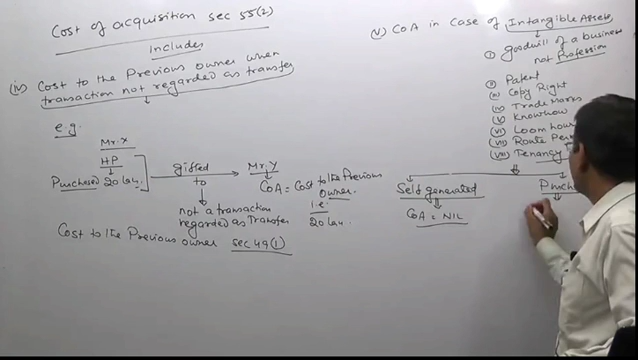 Cost of acquisition sec 55(2)
Includes
(iv) Cost to the Previous owner when
transaction not regarded as transfer
e.g.
Mr. X
HP
Purchased 20 Lau.
gifted
to
Mr. Y
CoA = Cost to the Previous
owner.
i.e.
20 Lau.
not a transaction
regarded as Transfer
Cost to the Previous owner sec 49(1)
(v) CoA in Case of Intangible Assets
(i) goodwill of a business
not Profession
(ii) Patent
(iii) Copy Right
(iv) Trade Marks
(v) Knowhow
(vi) Loom hour
(vii) Route Per
(viii) Tenancy
Self generated
CoA = NIL
Purch